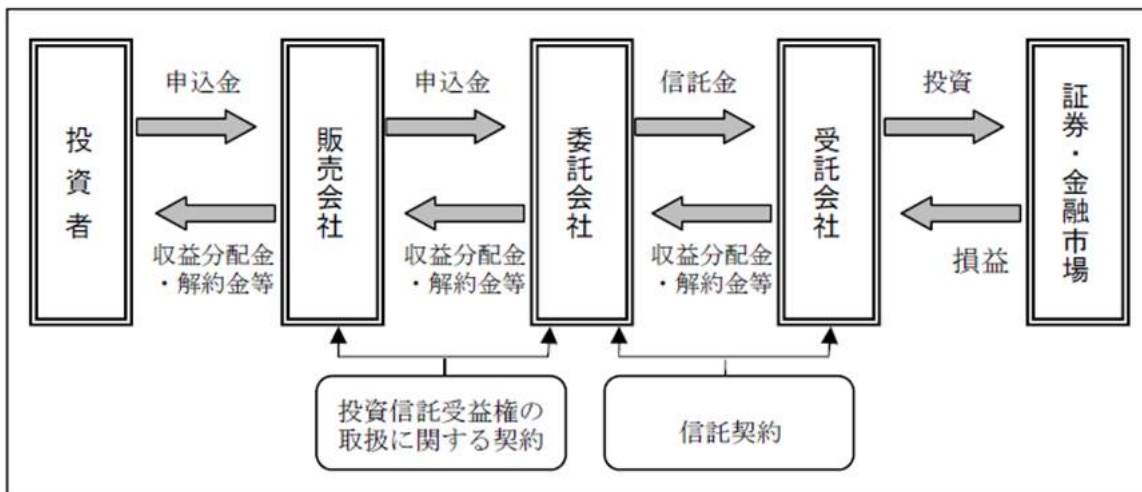 投資者
申込金
収益分配金
・解約金等
販売会社
申込金
収益分配金
・解約金等
委託会社
信託金
収益分配金
・解約金等
受託会社
投資
損益
証券・金融市場
投資信託受益権の
取扱に関する契約
信託契約